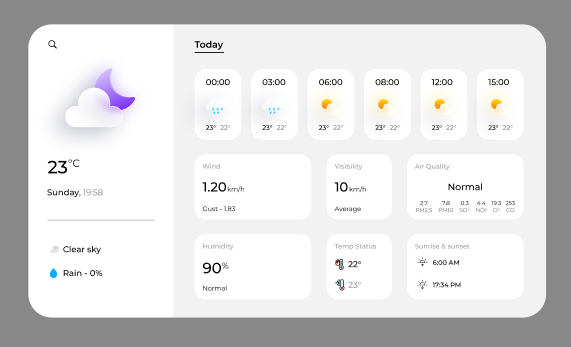 23°C
Sunday, 19:58
Clear sky
Rain - 0%
Today
00:00 03:00 06:00 08:00 12:00 15:00
23° 22° 23° 22° 23° 22° 23° 22° 23° 22° 23° 22°
Wind
1.20 km/h
Gust - 1.83
Visibility
10 km/h
Average
Air Quality
Normal
2.7 7.8 0.3 4.4 19.3 253
PM2.5 PM10 SO² NO² O³ CO
Humidity
90%
Normal
Temp Status
22°
23°
Sunrise & sunset
6:00 AM
17:34 PM